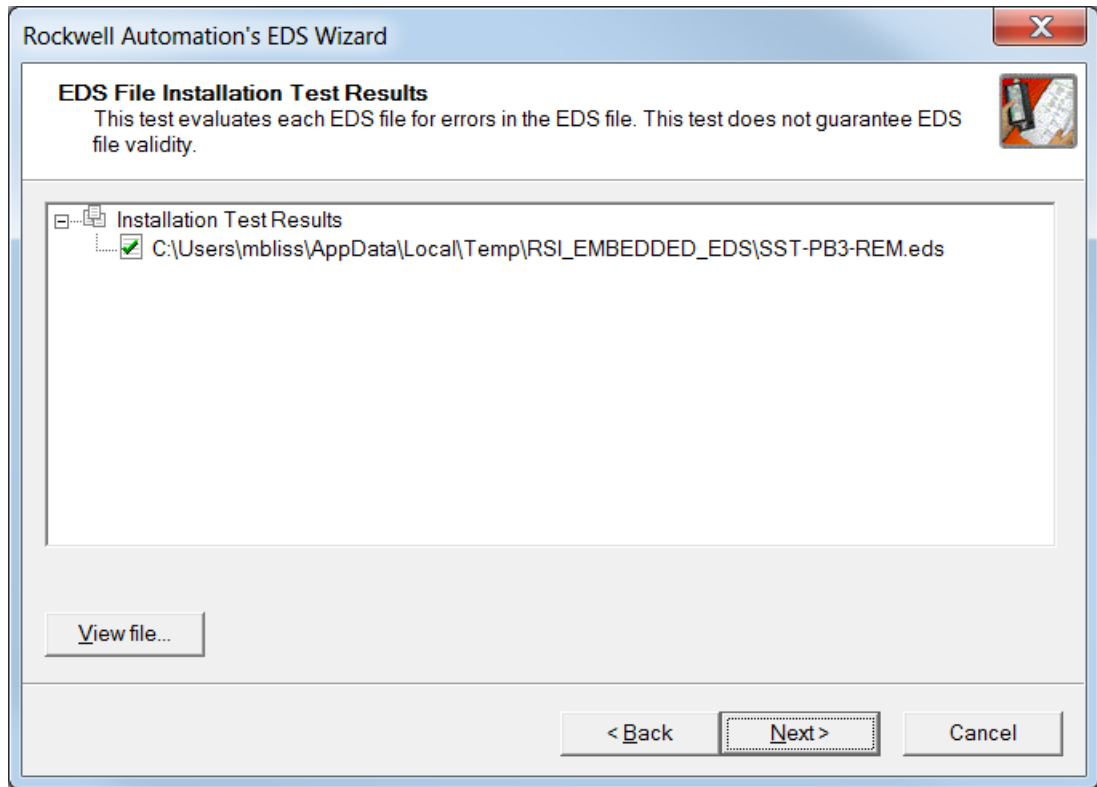 Rockwell Automation's EDS Wizard
X
EDS File Installation Test Results
This test evaluates each EDS file for errors in the EDS file. This test does not guarantee EDS
file validity.
Installation Test Results
C:\Users\mbliss\AppData\Local\Temp\RSI_EMBEDDED_EDS\SST-PB3-REM.eds
View file...
< Back
Next >
Cancel